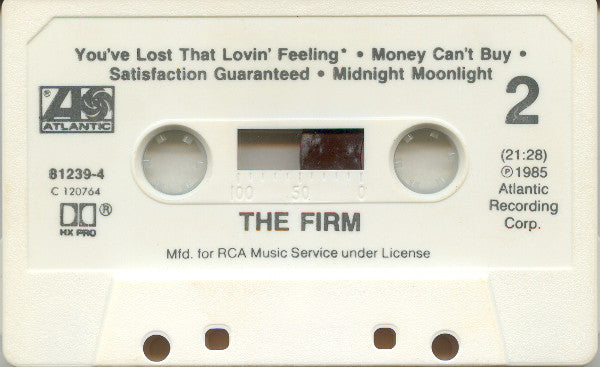 You've Lost That Lovin' Feeling* • Money Can't Buy •
Satisfaction Guaranteed • Midnight Moonlight
2
® ATLANTIC
81239-4
C 120764
®
HX PRO
100 50 0
(21:28)
℗1985
Atlantic
Recording
Corp.
THE FIRM
Mfd. for RCA Music Service under License